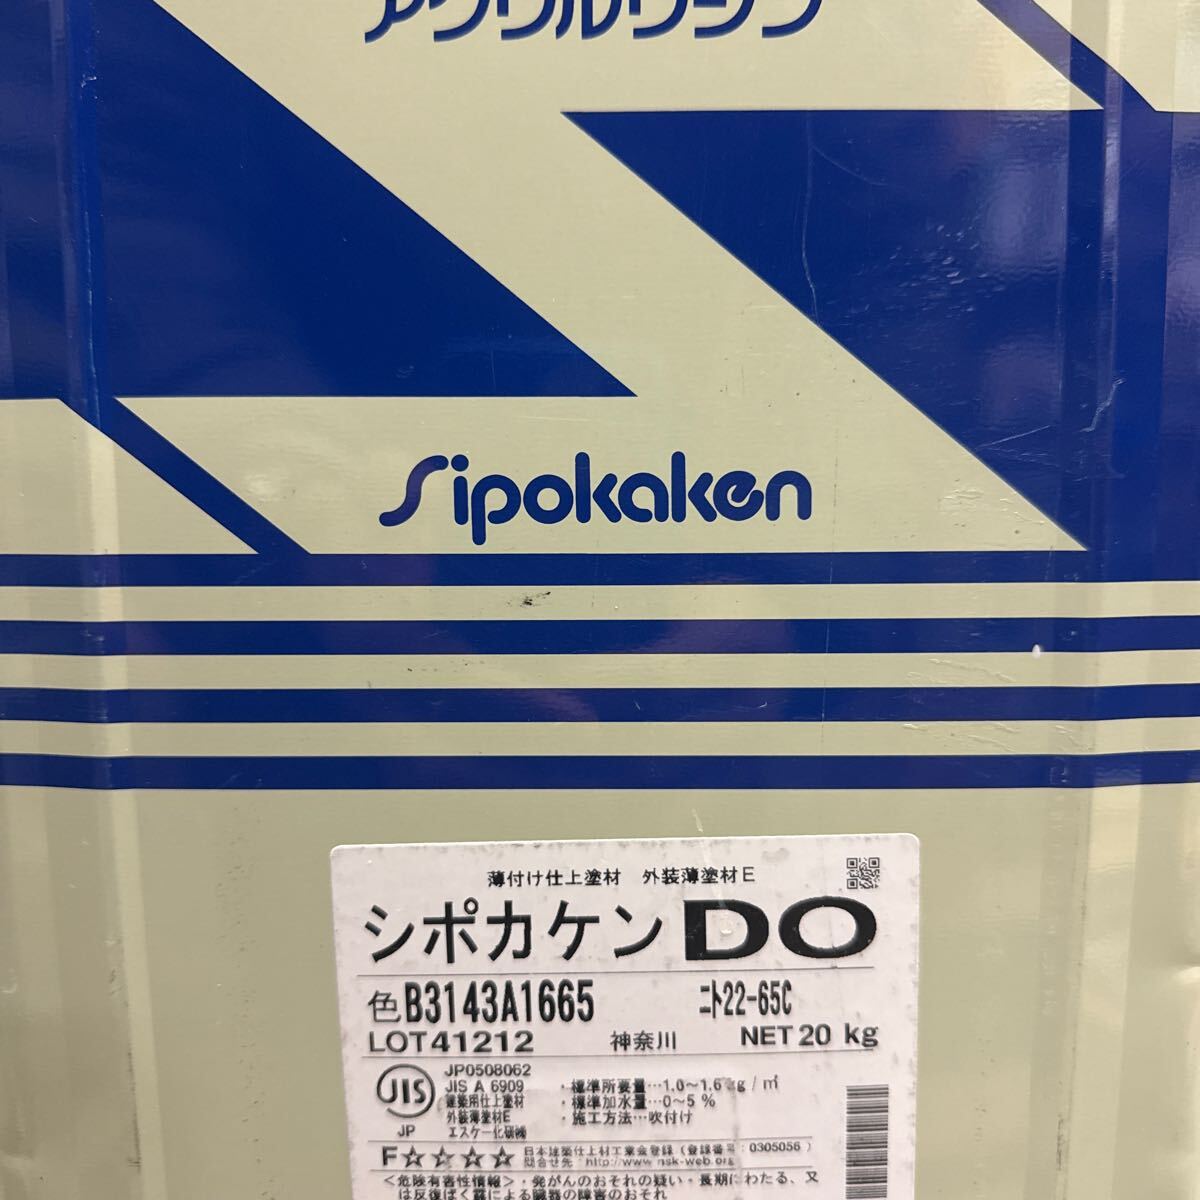 アクリルリシン
Sipokaken
薄付け仕上塗材 外装薄塗材E
シポカケンDO
色B3143A1665 ニト22-65C
LOT41212 神奈川 NET20 kg
JIS
JP
JP0508062
JIS A 6909
建築用仕上塗材
外装薄塗材E
エスケー化研㈱
・標準所要量…1.0～1.6kg/㎡
・標準加水量…0～5%
・施工方法…吹付け
F☆☆☆☆ 日本建築仕上材工業会登録（登録番号：0305056）
問合せ先：http://www.nsk-web.org
<危険有害性情報>・発がんのおそれの疑い・長期にわたる、又
は反復ばく露による臓器の障害のおそれ